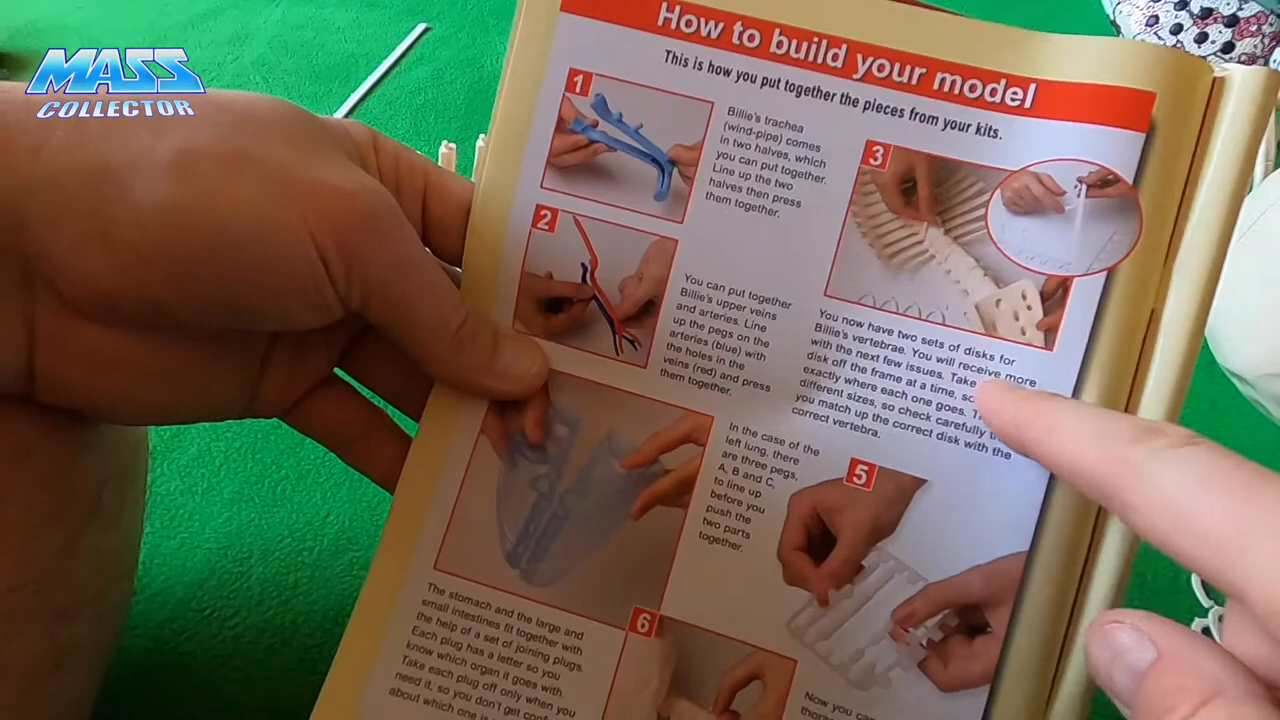 MASS
COLLECTOR
How to build your model
This is how you put together the pieces from your kits.
1
Billie's trachea
(wind-pipe) comes
in two halves, which
you can put together.
Line up the two
halves then press
them together.
2
You can put together
Billie's upper veins
and arteries. Line
up the pegs on the
arteries (blue) with
the holes in the
veins (red) and press
them together.
3
You now have two sets of disks for
Billie's vertebrae. You will receive more
with the next few issues. Take
disk off the frame at a time, so
exactly where each one goes.
different sizes, so check carefully
you match up the correct disk with the
correct vertebra.
In the case of the
left lung, there
are three pegs,
A, B and C,
to line up
before you
push the
two parts
together.
5
The stomach and the large and
small intestines fit together with
the help of a set of joining plugs.
Each plug has a letter so you
know which organ it goes with.
Take each plug off only when you
need it, so you don't get
about which one is
6
Now you can